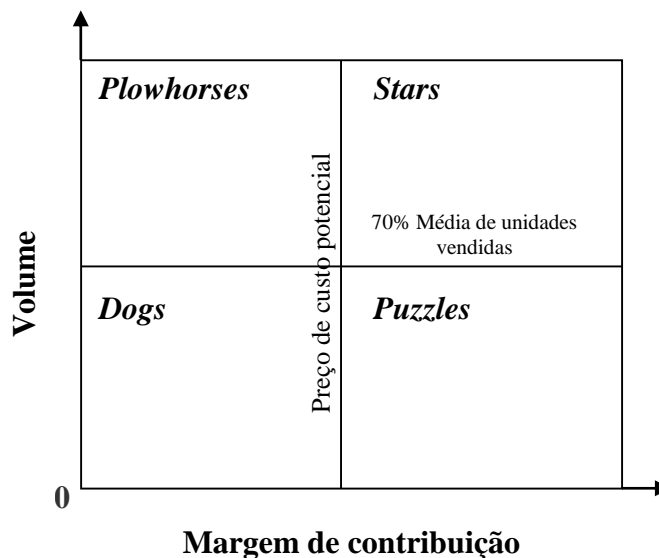 Plowhorses
Stars
70% Média de unidades
vendidas
Preço de custo potencial
Volume
Dogs
Puzzles
0
Margem de contribuição